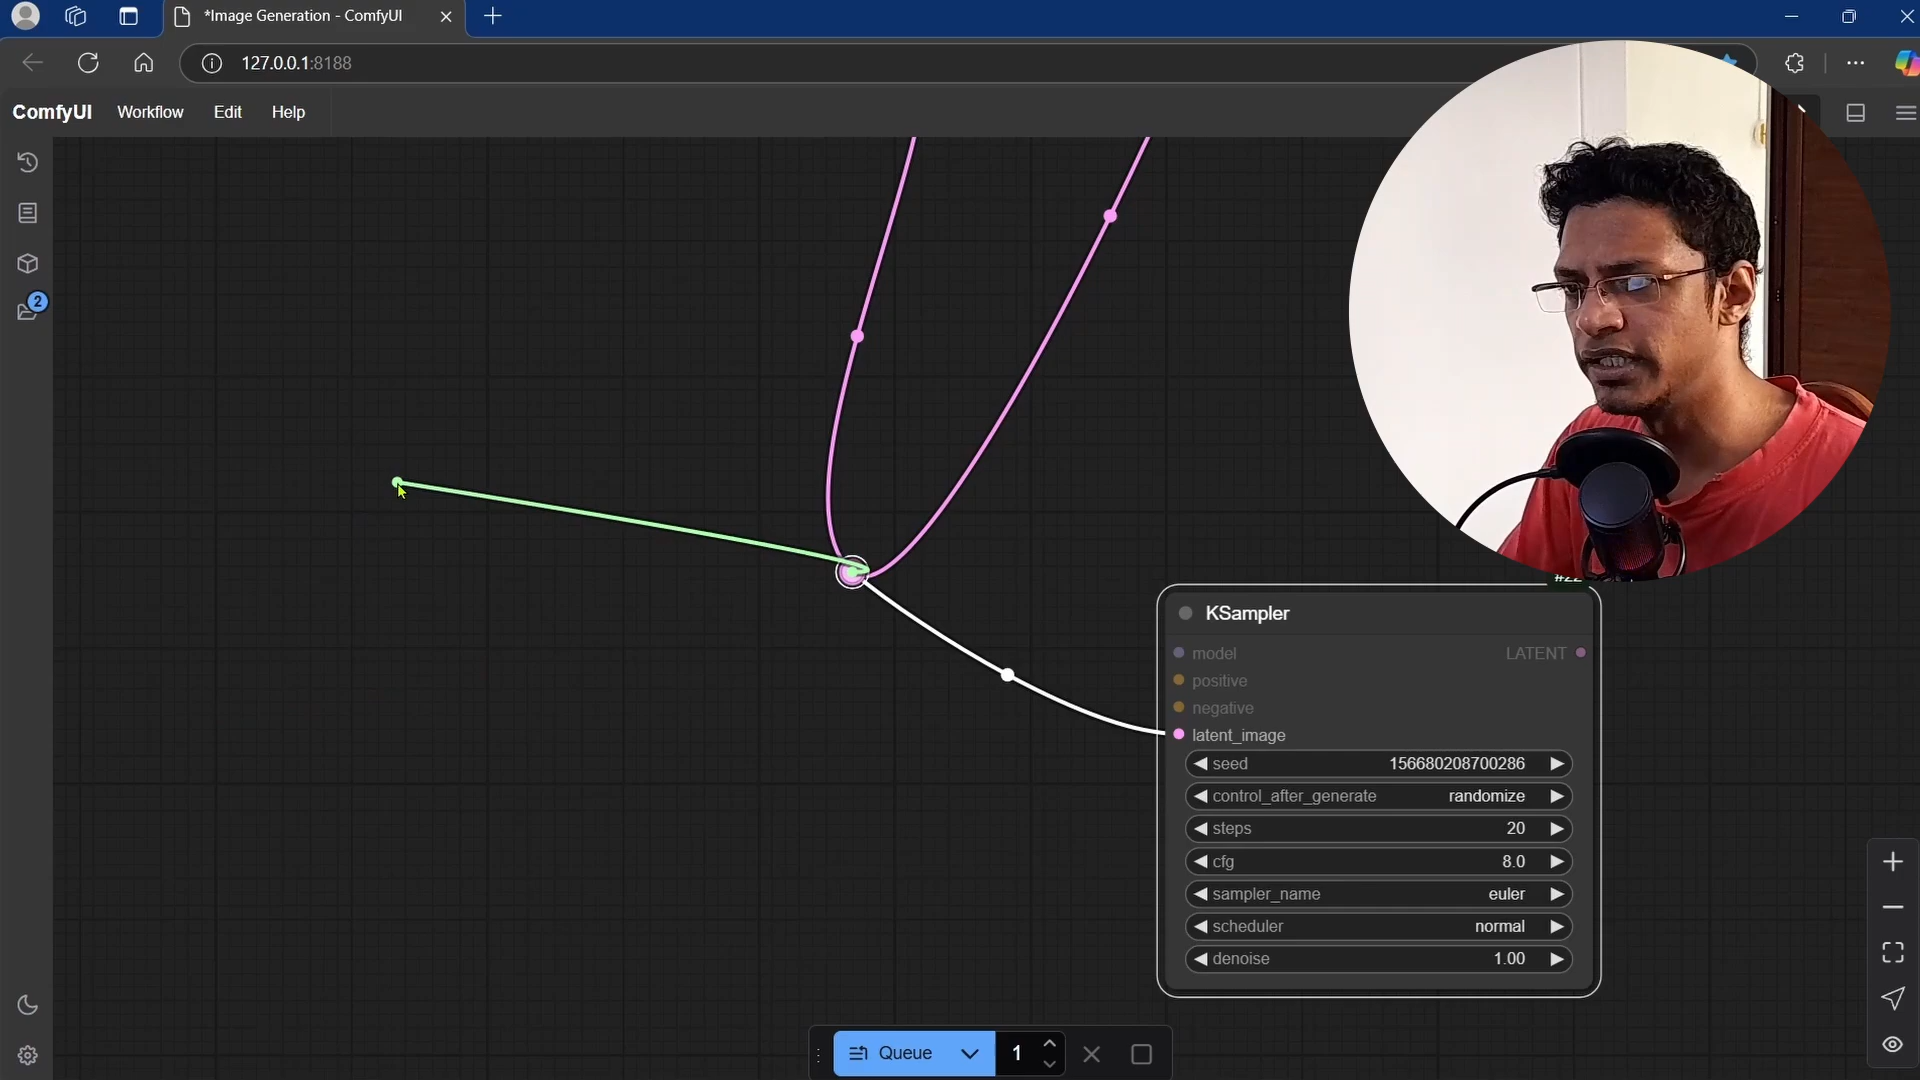 *Image Generation - ComfyUI
127.0.0.1:8188
ComfyUI Workflow Edit Help
2
KSampler
model LATENT
positive
negative
latent_image
seed 156680208700286
control_after_generate randomize
steps 20
cfg 8.0
sampler_name euler
scheduler normal
denoise 1.00
Queue 1